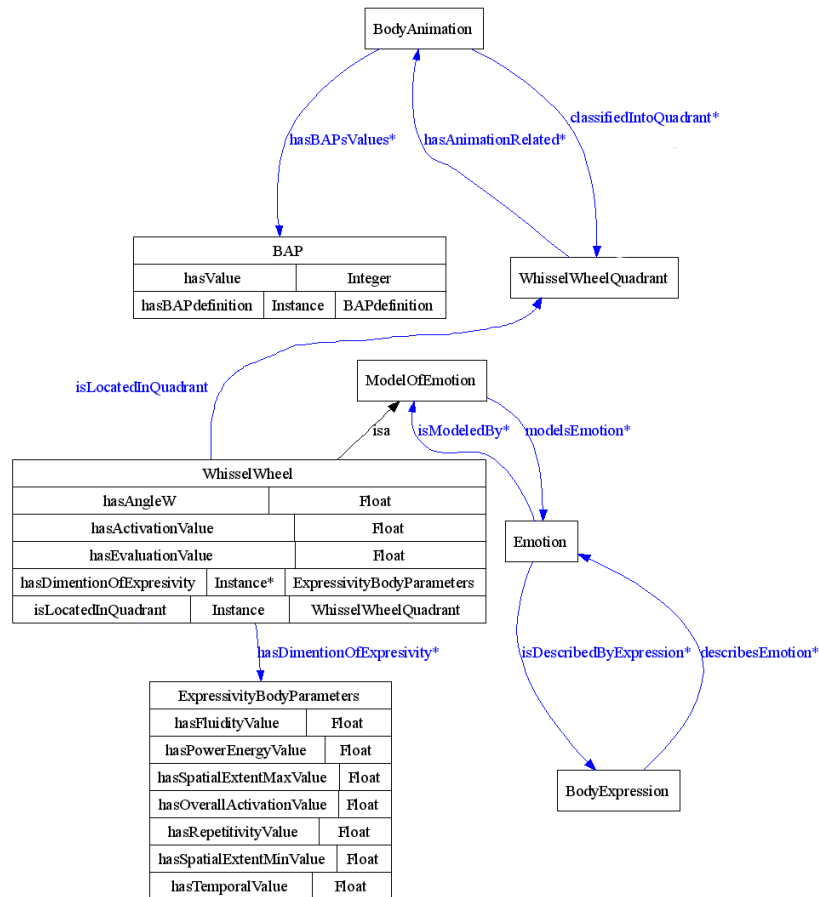 BodyAnimation
classifiedIntoQuadrant*
hasBAPsValues* hasAnimationRelated*
BAP
hasValue Integer
hasBAPdefinition Instance BAPdefinition
WhisselWheelQuadrant
isLocatedInQuadrant
ModelOfEmotion
isa isModeledBy* modelsEmotion*
WhisselWheel
hasAngleW Float
hasActivationValue Float
hasEvaluationValue Float
hasDimentionOfExpresivity Instance* ExpressivityBodyParameters
isLocatedInQuadrant Instance WhisselWheelQuadrant
Emotion
hasDimentionOfExpresivity*
isDescribedByExpression* describesEmotion*
ExpressivityBodyParameters
hasFluidityValue Float
hasPowerEnergyValue Float
hasSpatialExtentMaxValue Float
hasOverallActivationValue Float
hasRepetitivityValue Float
hasSpatialExtentMinValue Float
hasTemporalValue Float
BodyExpression